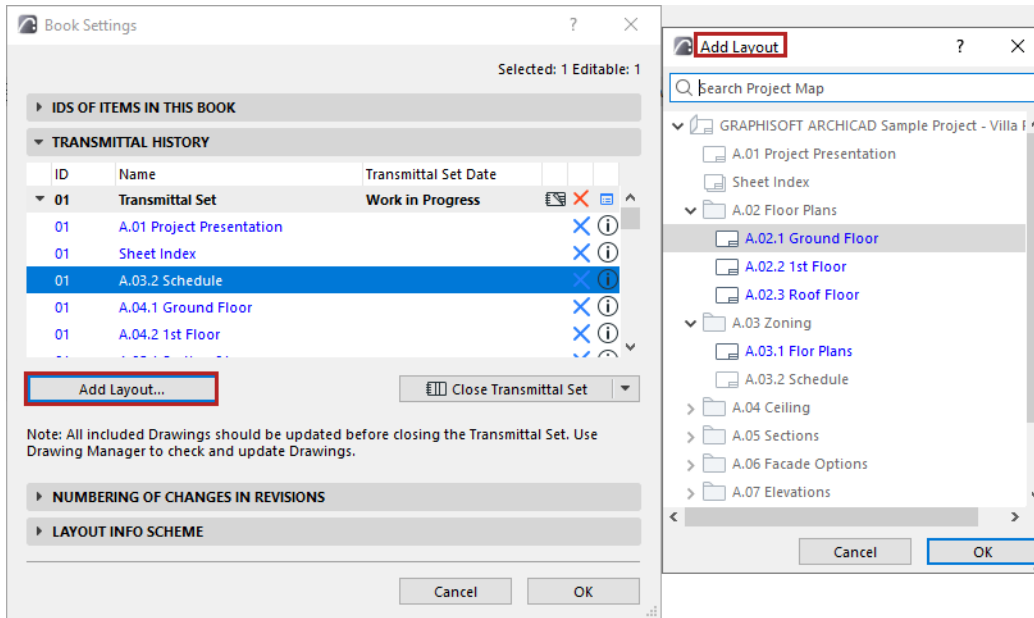 Book Settings
?
Selected: 1 Editable: 1
IDS OF ITEMS IN THIS BOOK
TRANSMITTAL HISTORY
ID Name Transmittal Set Date
01 Transmittal Set Work in Progress
01 A.01 Project Presentation
01 Sheet Index
01 A.03.2 Schedule
01 A.04.1 Ground Floor
01 A.04.2 1st Floor
Add Layout...
Close Transmittal Set
Note: All included Drawings should be updated before closing the Transmittal Set. Use
Drawing Manager to check and update Drawings.
NUMBERING OF CHANGES IN REVISIONS
LAYOUT INFO SCHEME
Cancel OK
Add Layout
?
Search Project Map
GRAPHISOFT ARCHICAD Sample Project - Villa
A.01 Project Presentation
Sheet Index
A.02 Floor Plans
A.02.1 Ground Floor
A.02.2 1st Floor
A.02.3 Roof Floor
A.03 Zoning
A.03.1 Flor Plans
A.03.2 Schedule
A.04 Ceiling
A.05 Sections
A.06 Facade Options
A.07 Elevations
Cancel OK